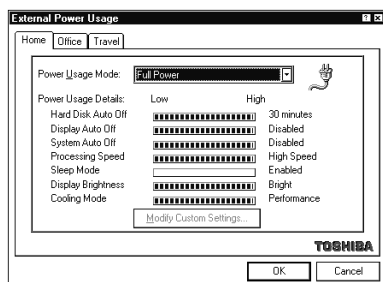 External Power Usage
Home Office Travel
Power Usage Mode: Full Power
Power Usage Details: Low High
Hard Disk Auto Off 30 minutes
Display Auto Off Disabled
System Auto Off Disabled
Processing Speed High Speed
Sleep Mode Enabled
Display Brightness Bright
Cooling Mode Performance
Modify Custom Settings...
TOSHIBA
OK Cancel